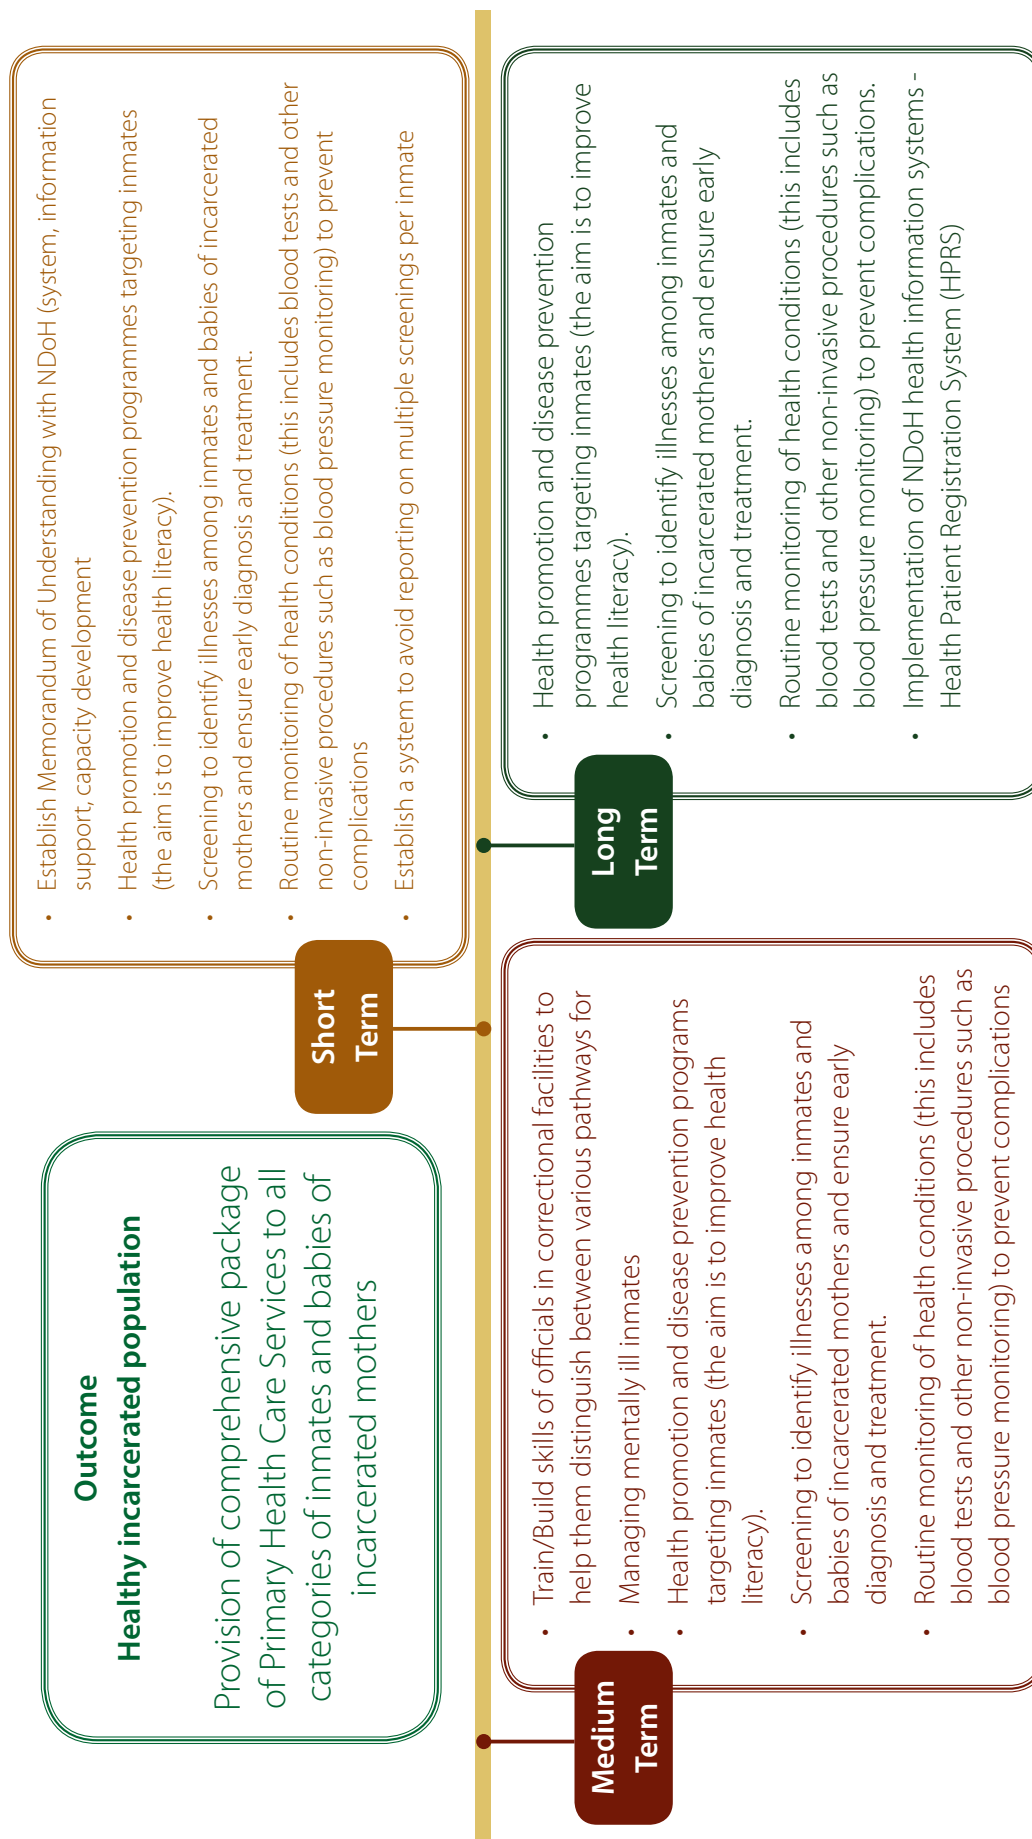 Outcome
Healthy incarcerated population
Provision of comprehensive package
of Primary Health Care Services to all
categories of inmates and babies of
incarcerated mothers
Short
Term
• Establish Memorandum of Understanding with NDoH (system, information
support, capacity development
• Health promotion and disease prevention programmes targeting inmates
(the aim is to improve health literacy).
• Screening to identify illnesses among inmates and babies of incarcerated
mothers and ensure early diagnosis and treatment.
• Routine monitoring of health conditions (this includes blood tests and other
non-invasive procedures such as blood pressure monitoring) to prevent
complications
• Establish a system to avoid reporting on multiple screenings per inmate
Medium
Term
• Train/Build skills of officials in correctional facilities to
help them distinguish between various pathways for
• Managing mentally ill inmates
• Health promotion and disease prevention programs
targeting inmates (the aim is to improve health
literacy).
• Screening to identify illnesses among inmates and
babies of incarcerated mothers and ensure early
diagnosis and treatment.
• Routine monitoring of health conditions (this includes
blood tests and other non-invasive procedures such as
blood pressure monitoring) to prevent complications
Long
Term
• Health promotion and disease prevention
programmes targeting inmates (the aim is to improve
health literacy).
• Screening to identify illnesses among inmates and
babies of incarcerated mothers and ensure early
diagnosis and treatment.
• Routine monitoring of health conditions (this includes
blood tests and other non-invasive procedures such as
blood pressure monitoring) to prevent complications.
• Implementation of NDoH health information systems -
Health Patient Registration System (HPRS)